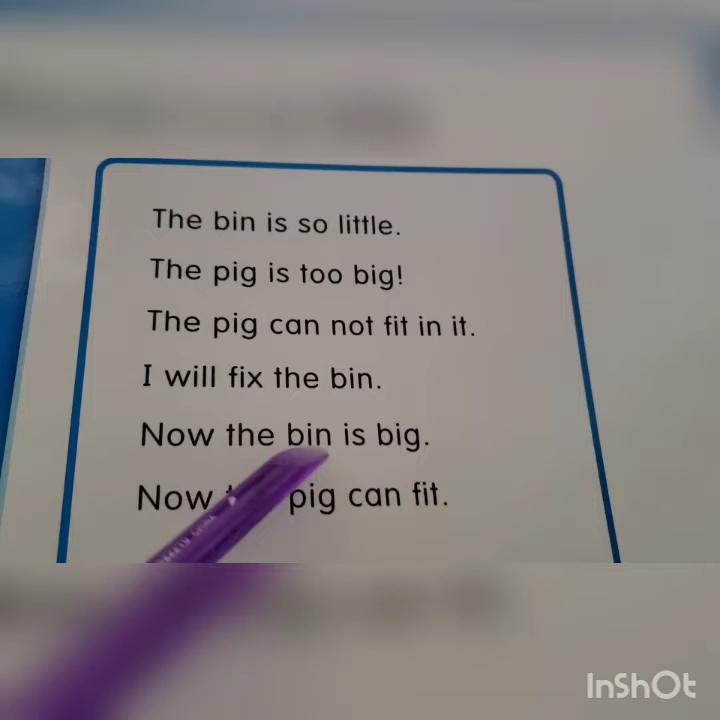 The bin is so little.
The pig is too big!
The pig can not fit in it.
I will fix the bin.
Now the bin is big.
Now pig can fit.
InShOt